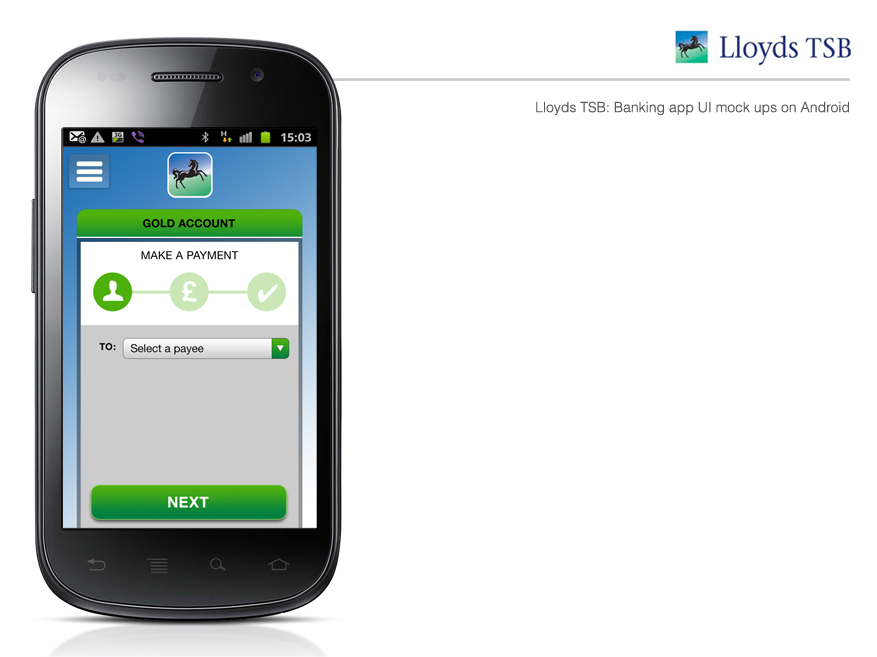 Lloyds TSB
Lloyds TSB: Banking app UI mock ups on Android
3G
H
15:03
GOLD ACCOUNT
MAKE A PAYMENT
£
TO:
Select a payee
NEXT